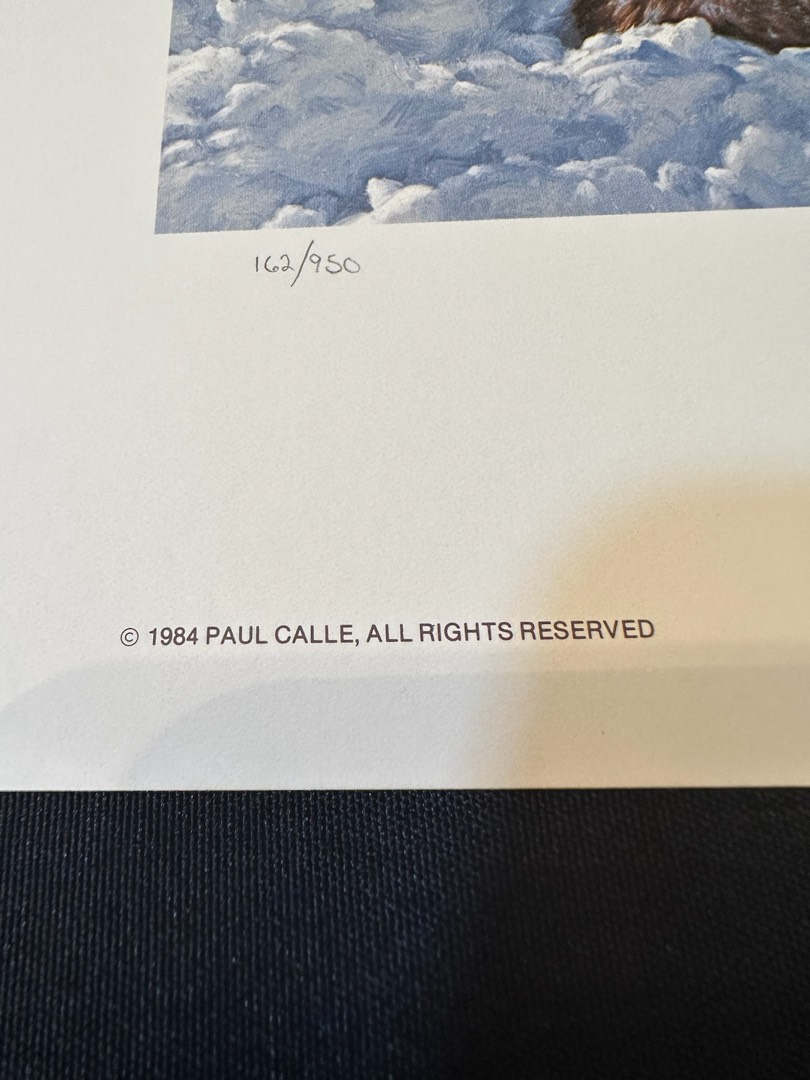 162/950
© 1984 PAUL CALLE, ALL RIGHTS RESERVED